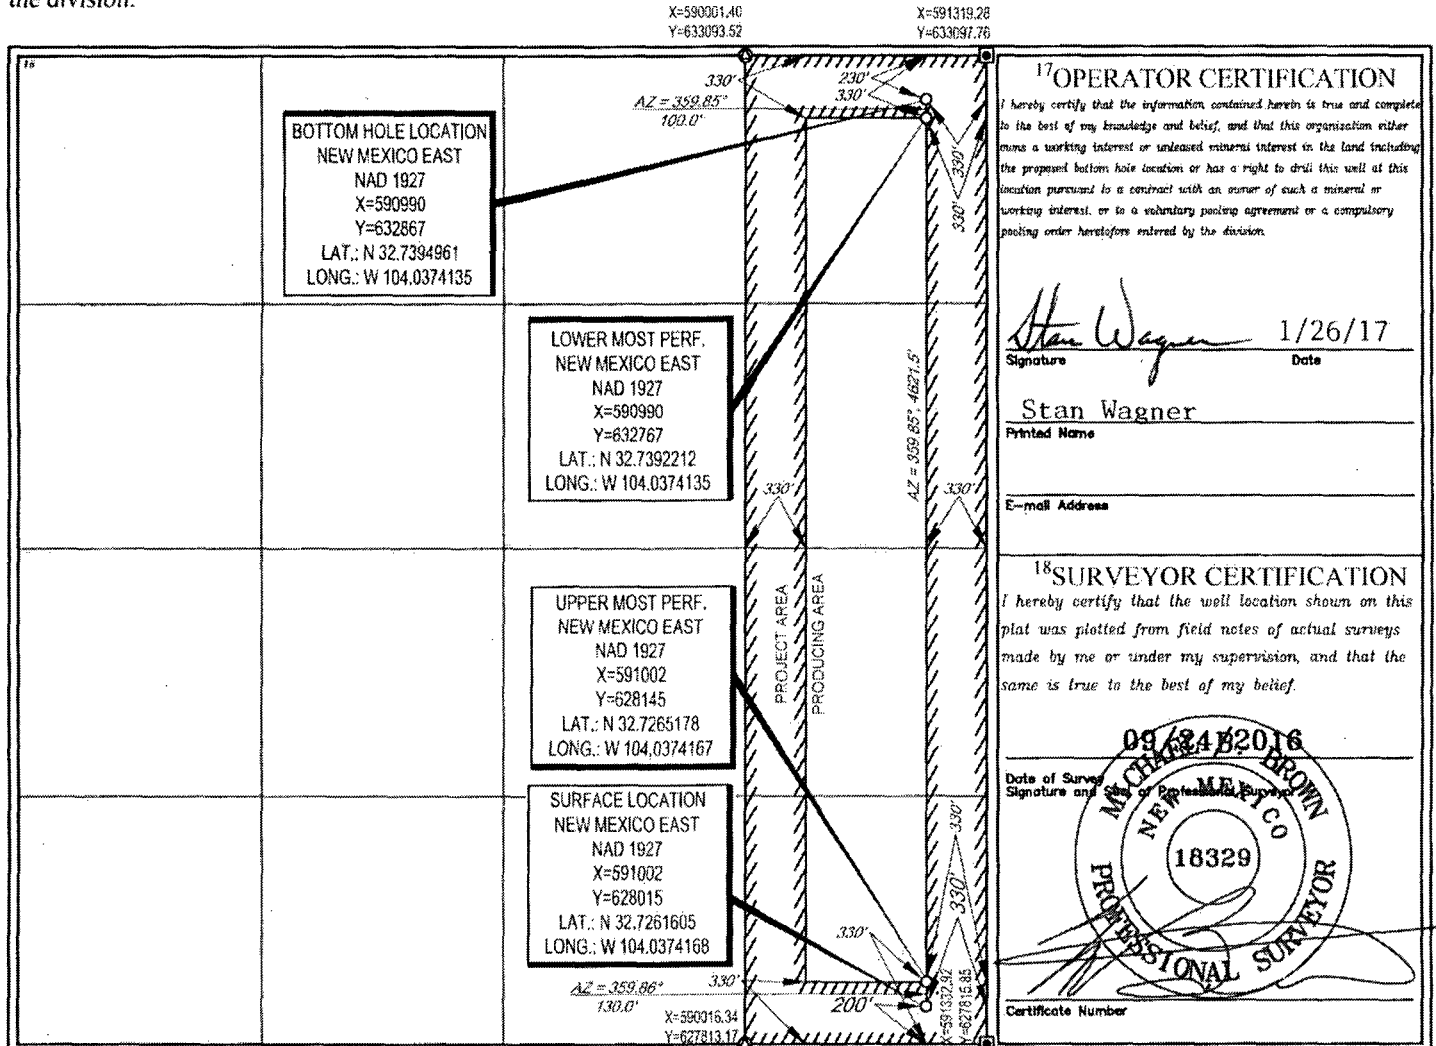 the division.
X=590001.40
Y=633093.52
X=591319.28
Y=633097.76
16
330'
AZ = 359.85°
100.0'
230'
330'
330'
330'
BOTTOM HOLE LOCATION
NEW MEXICO EAST
NAD 1927
X=590990
Y=632867
LAT.: N 32.7394961
LONG.: W 104.0374135
LOWER MOST PERF.
NEW MEXICO EAST
NAD 1927
X=590990
Y=632767
LAT.: N 32.7392212
LONG.: W 104.0374135
AZ = 359.85°, 4621.5'
330'
330'
PROJECT AREA
PRODUCING AREA
UPPER MOST PERF.
NEW MEXICO EAST
NAD 1927
X=591002
Y=628145
LAT.: N 32.7265178
LONG.: W 104.0374167
SURFACE LOCATION
NEW MEXICO EAST
NAD 1927
X=591002
Y=628015
LAT.: N 32.7261605
LONG.: W 104.0374168
330'
330'
330'
AZ = 359.86°
130.0'
330'
200'
X=590016.34
Y=627813.17
X=591332.92
Y=627815.85
17 OPERATOR CERTIFICATION
I hereby certify that the information contained herein is true and complete
to the best of my knowledge and belief, and that this organization either
owns a working interest or unleased mineral interest in the land including
the proposed bottom hole location or has a right to drill this well at this
location pursuant to a contract with an owner of such a mineral or
working interest, or to a voluntary pooling agreement or a compulsory
pooling order heretofore entered by the division.
Stan Wagner 1/26/17
Signature Date
Stan Wagner
Printed Name
E-mail Address
18 SURVEYOR CERTIFICATION
I hereby certify that the well location shown on this
plat was plotted from field notes of actual surveys
made by me or under my supervision, and that the
same is true to the best of my belief.
09/24/2016
Date of Survey
Signature and Seal of Professional Surveyor
MICHAEL B. BROWN
NEW MEXICO
18329
PROFESSIONAL SURVEYOR
Certificate Number